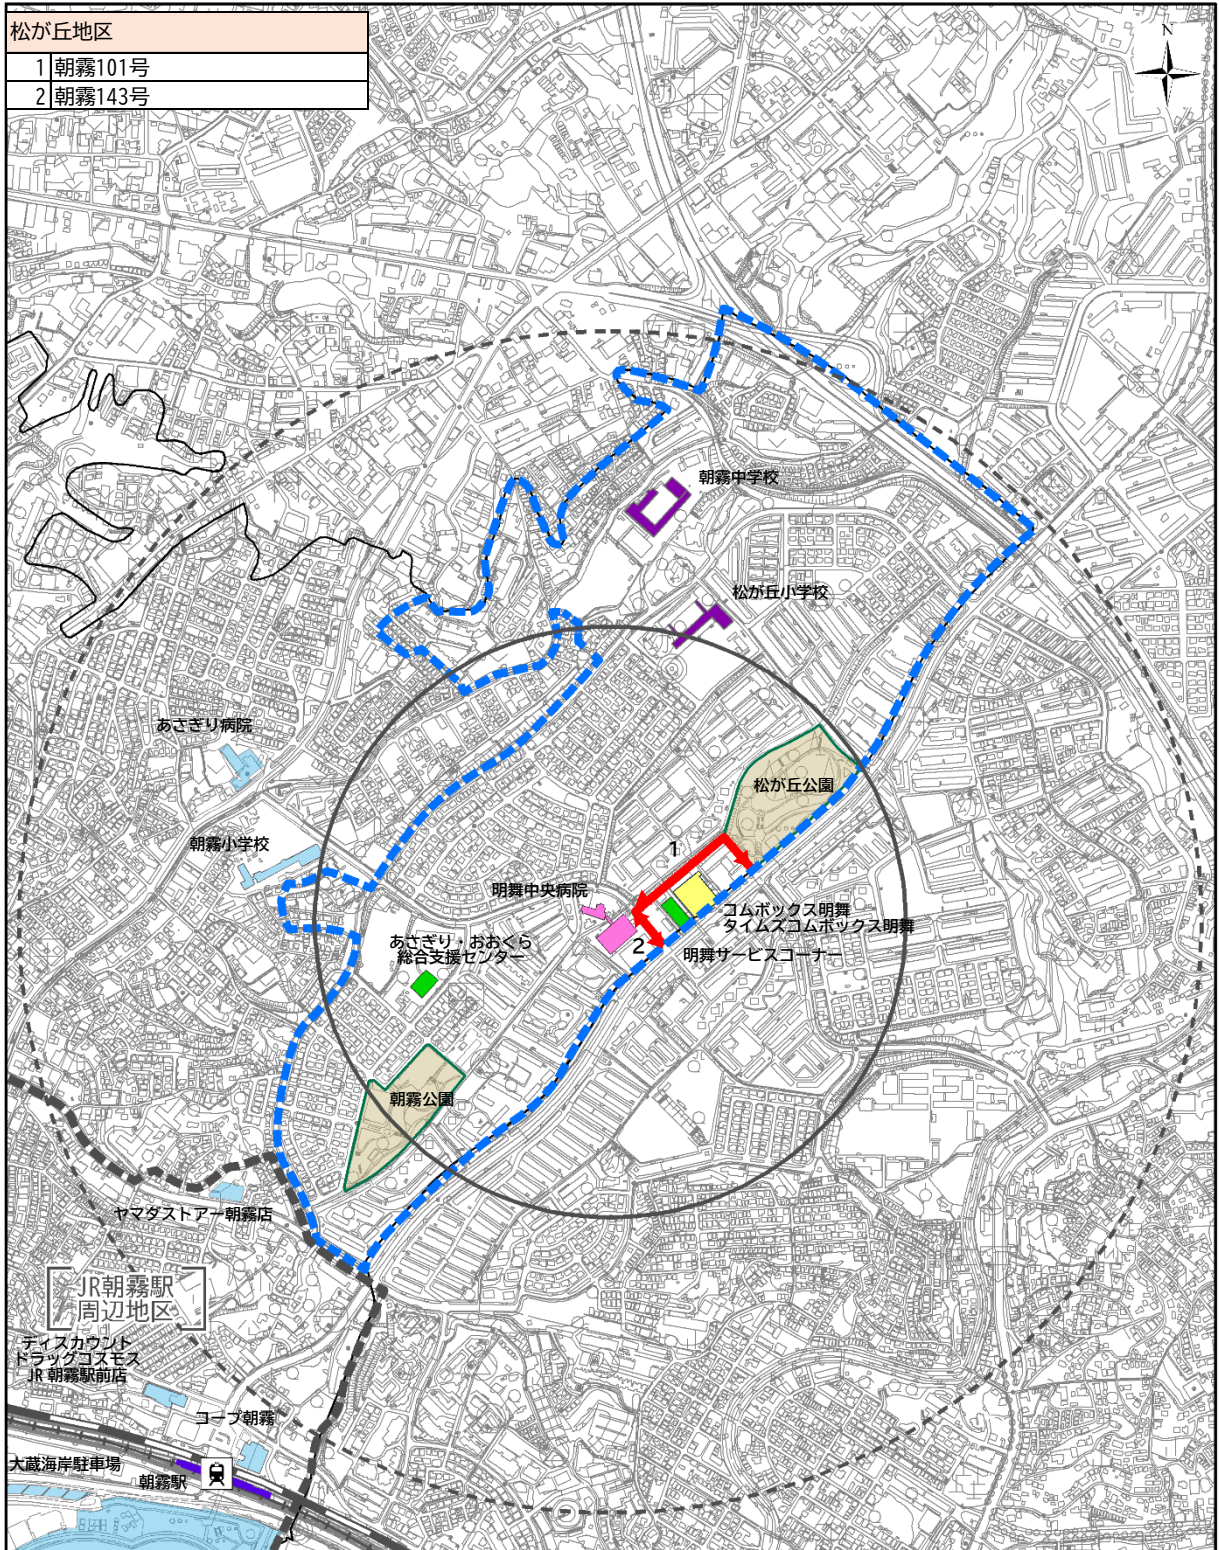 松が丘地区
1 朝霧101号
2 朝霧143号
N
朝霧中学校
松が丘小学校
あさぎり病院
松が丘公園
朝霧小学校
1
明舞中央病院
コムボックス明舞
タイムズコムボックス明舞
2
明舞サービスコーナー
あさぎり・おおくら
総合支援センター
朝霧公園
ヤマダストアー朝霧店
JR朝霧駅
周辺地区
ディスカウント
ドラッグコスモス
JR 朝霧駅前店
コープ朝霧
大蔵海岸駐車場
朝霧駅